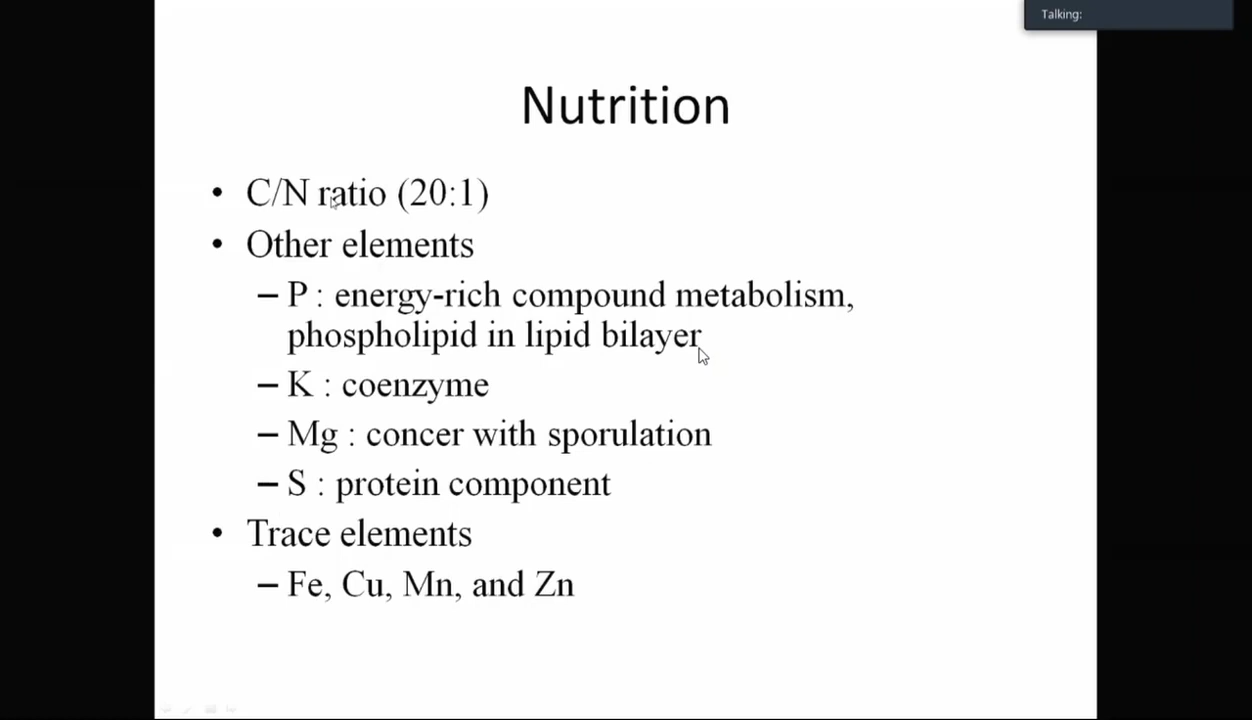 Talking:
Nutrition
• C/N ratio (20:1)
• Other elements
– P : energy-rich compound metabolism,
phospholipid in lipid bilayer
– K : coenzyme
– Mg : concer with sporulation
– S : protein component
• Trace elements
– Fe, Cu, Mn, and Zn